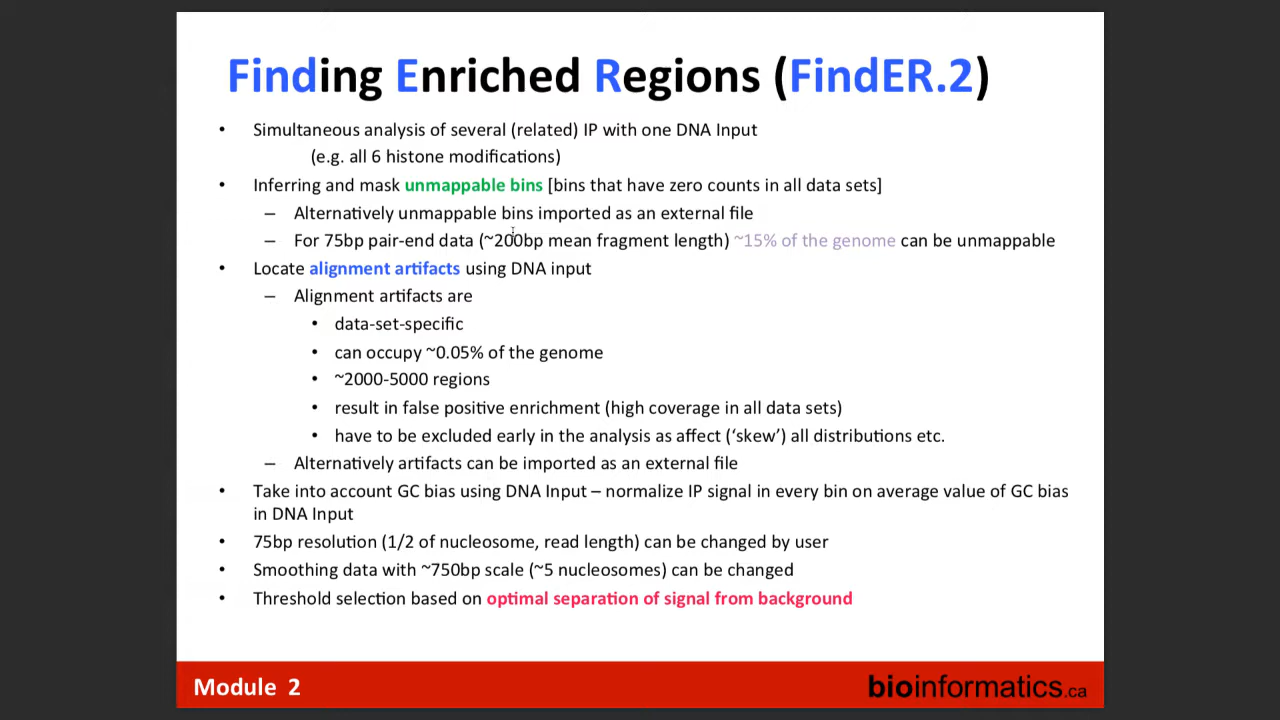 Finding Enriched Regions (FindER.2)
• Simultaneous analysis of several (related) IP with one DNA Input
(e.g. all 6 histone modifications)
• Inferring and mask unmappable bins [bins that have zero counts in all data sets]
– Alternatively unmappable bins imported as an external file
– For 75bp pair-end data (~200bp mean fragment length) ~15% of the genome can be unmappable
• Locate alignment artifacts using DNA input
– Alignment artifacts are
• data-set-specific
• can occupy ~0.05% of the genome
• ~2000-5000 regions
• result in false positive enrichment (high coverage in all data sets)
• have to be excluded early in the analysis as affect (‘skew’) all distributions etc.
– Alternatively artifacts can be imported as an external file
• Take into account GC bias using DNA Input – normalize IP signal in every bin on average value of GC bias
in DNA Input
• 75bp resolution (1/2 of nucleosome, read length) can be changed by user
• Smoothing data with ~750bp scale (~5 nucleosomes) can be changed
• Threshold selection based on optimal separation of signal from background
Module 2
bioinformatics.ca